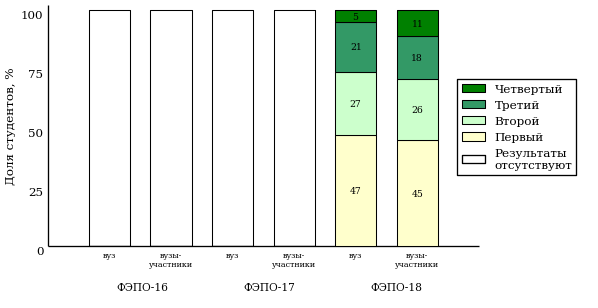 100
75
50
25
0
Доля студентов, %
5
21
27
47
11
18
26
45
вуз
вузы-
участники
вуз
вузы-
участники
вуз
вузы-
участники
ФЭПО-16
ФЭПО-17
ФЭПО-18
Четвертый
Третий
Второй
Первый
Результаты
отсутствуют